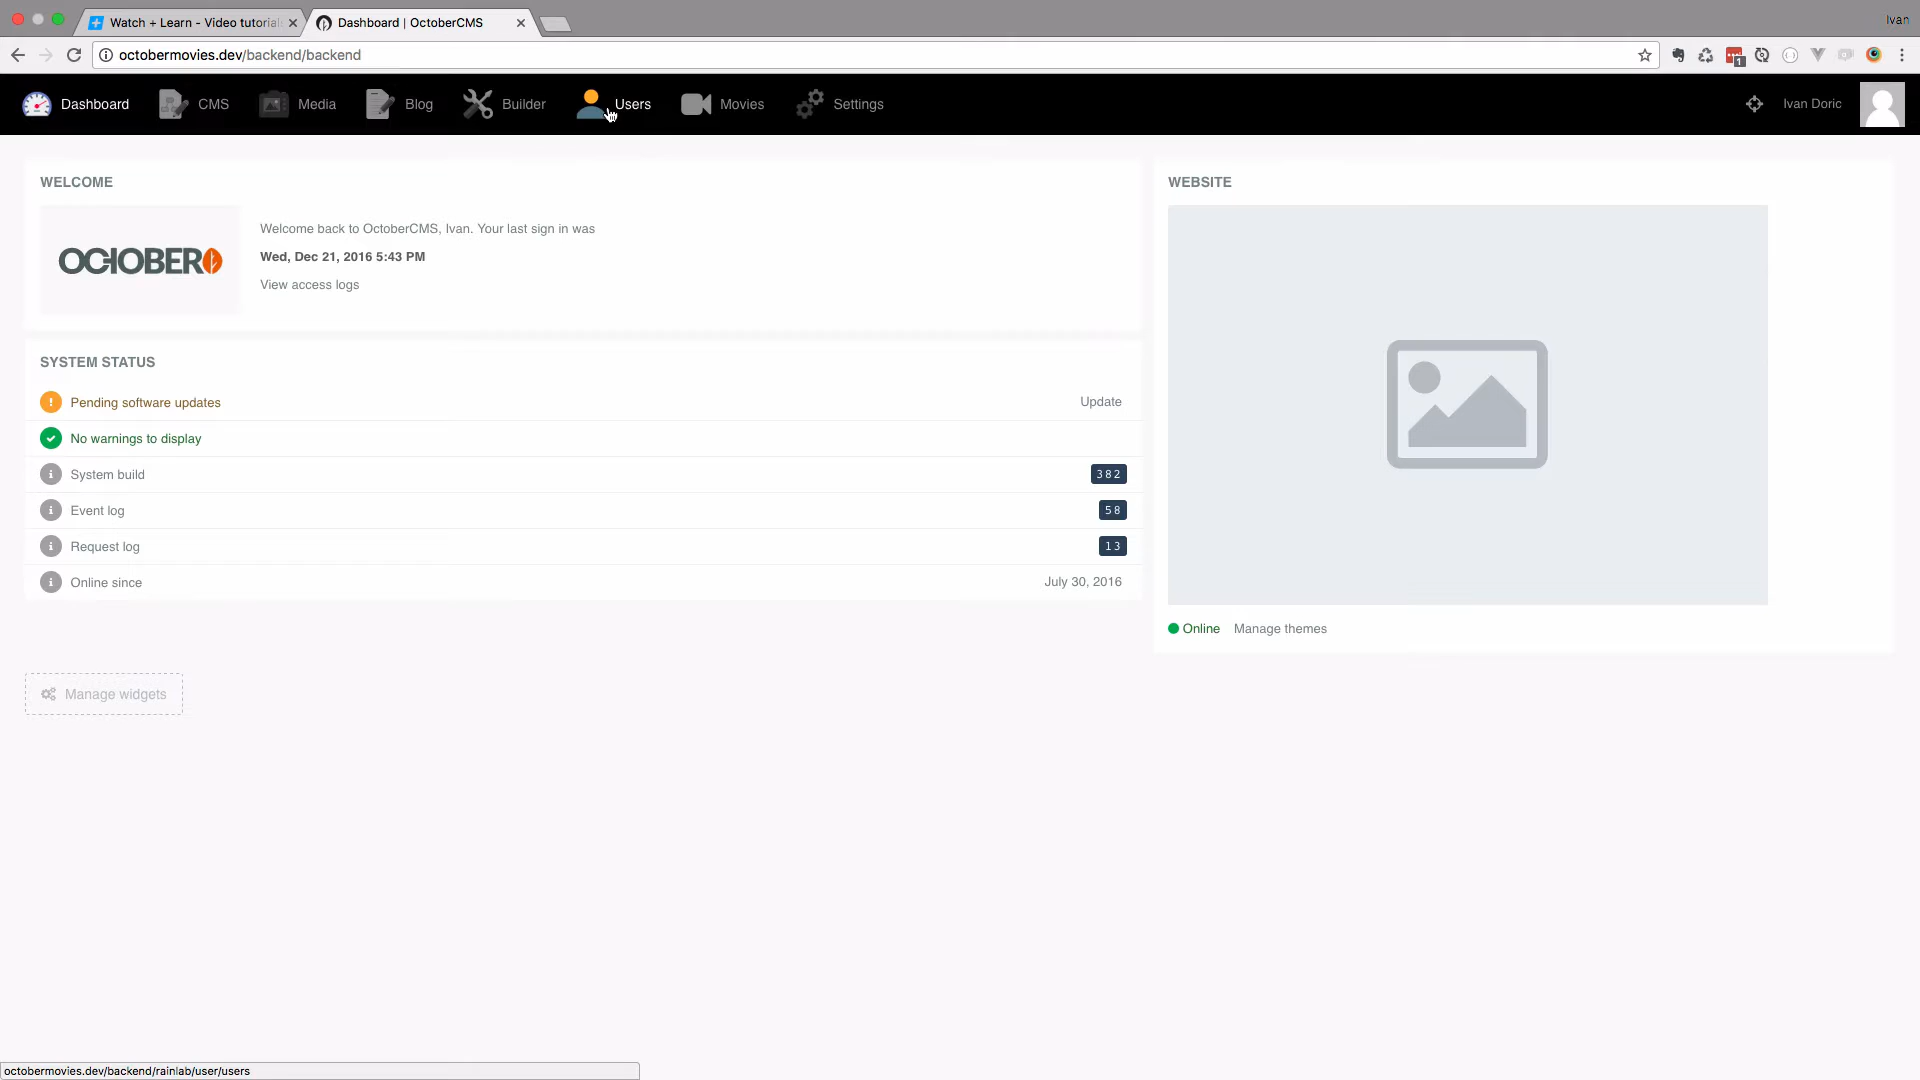 Watch + Learn - Video tutorial
Dashboard | OctoberCMS
Ivan
octobermovies.dev/backend/backend
1
Dashboard
CMS
Media
Blog
Builder
Users
Movies
Settings
Ivan Doric
WELCOME
OCTOBER
Welcome back to OctoberCMS, Ivan. Your last sign in was
Wed, Dec 21, 2016 5:43 PM
View access logs
SYSTEM STATUS
Pending software updates
Update
No warnings to display
System build
382
Event log
58
Request log
13
Online since
July 30, 2016
Manage widgets
WEBSITE
Online
Manage themes
octobermovies.dev/backend/rainlab/user/users